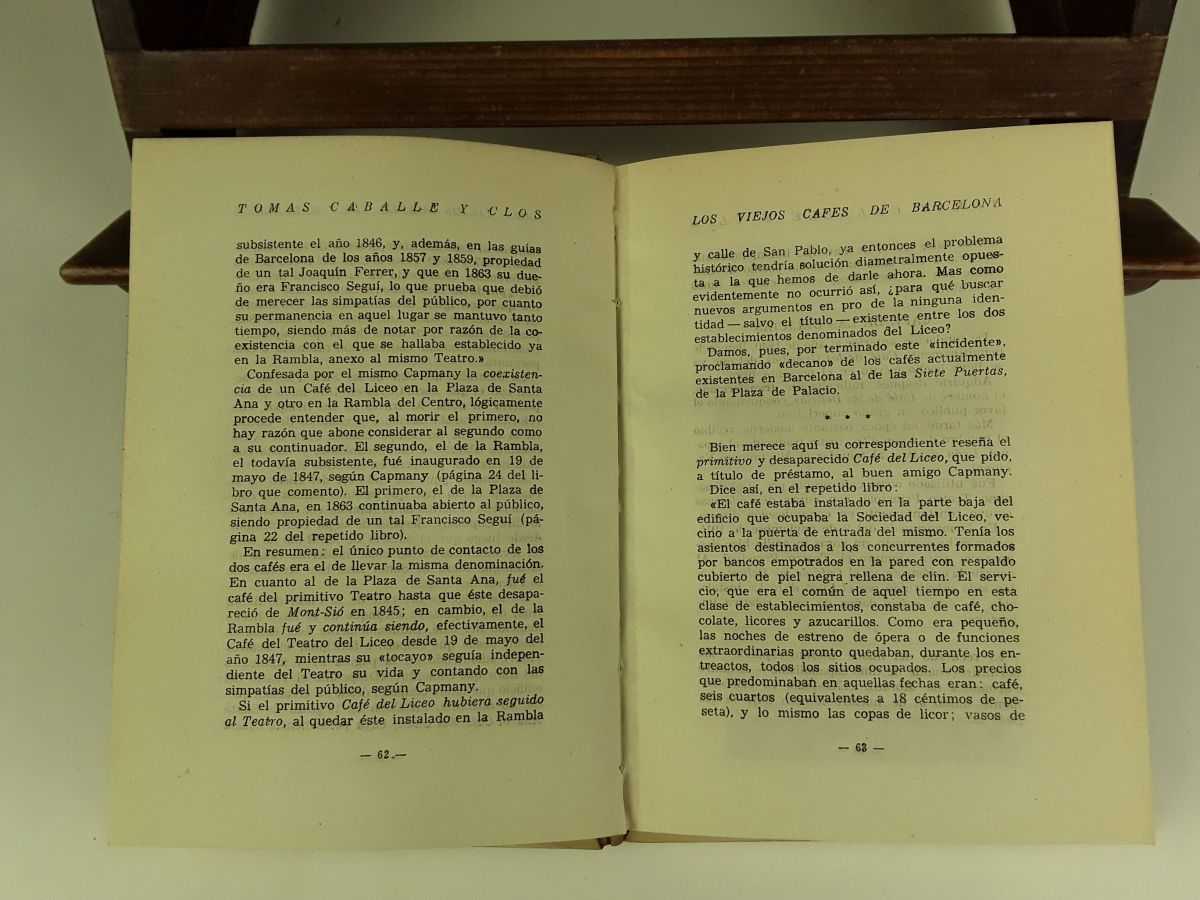 TOMAS CABALLE Y CLOS
subsistente el año 1846, y, además, en las guías
de Barcelona de los años 1857 y 1859, propiedad
de un tal Joaquín Ferrer, y que en 1863 su due-
ño era Francisco Seguí, lo que prueba que debió
de merecer las simpatías del público, por cuanto
su permanencia en aquel lugar se mantuvo tanto
tiempo, siendo más de notar por razón de la co-
existencia con el que se hallaba establecido ya
en la Rambla, anexo al mismo Teatro.»
Confesada por el mismo Capmany la coexisten-
cia de un Café del Liceo en la Plaza de Santa
Ana y otro en la Rambla del Centro, lógicamente
procede entender que, al morir el primero, no
hay razón que abone considerar al segundo como
a su continuador. El segundo, el de la Rambla,
el todavía subsistente, fué inaugurado en 19 de
mayo de 1847, según Capmany (página 24 del li-
bro que comento). El primero, el de la Plaza de
Santa Ana, en 1863 continuaba abierto al público,
siendo propiedad de un tal Francisco Seguí (pá-
gina 22 del repetido libro).
En resumen: el único punto de contacto de los
dos cafés era el de llevar la misma denominación.
En cuanto al de la Plaza de Santa Ana, fué el
café del primitivo Teatro hasta que éste desapa-
reció de Mont-Sió en 1845; en cambio, el de la
Rambla fué y continúa siendo, efectivamente, el
Café del Teatro del Liceo desde 19 de mayo del
año 1847, mientras su «tocayo» seguía indepen-
diente del Teatro su vida y contando con las
simpatías del público, según Capmany.
Si el primitivo Café del Liceo hubiera seguido
al Teatro, al quedar éste instalado en la Rambla
— 62 —
LOS VIEJOS CAFES DE BARCELONA
y calle de San Pablo, ya entonces el problema
histórico tendría solución diametralmente opues-
ta a la que hemos de darle ahora. Mas como
evidentemente no ocurrió así, ¿para qué buscar
nuevos argumentos en pro de la ninguna iden-
tidad — salvo el título — existente entre los dos
establecimientos denominados del Liceo?
Damos, pues, por terminado este «incidente»,
proclamando «decano» de los cafés actualmente
existentes en Barcelona al de las Siete Puertas,
de la Plaza de Palacio.
* * *
Bien merece aquí su correspondiente reseña el
primitivo y desaparecido Café del Liceo, que pido,
a título de préstamo, al buen amigo Capmany.
Dice así, en el repetido libro:
«El café estaba instalado en la parte baja del
edificio que ocupaba la Sociedad del Liceo, ve-
cino a la puerta de entrada del mismo. Tenía los
asientos destinados a los concurrentes formados
por bancos empotrados en la pared con respaldo
cubierto de piel negra rellena de clin. El servi-
cio, que era el común de aquel tiempo en esta
clase de establecimientos, constaba de café, cho-
colate, licores y azucarillos. Como era pequeño,
las noches de estreno de ópera o de funciones
extraordinarias pronto quedaban, durante los en-
treactos, todos los sitios ocupados. Los precios
que predominaban en aquellas fechas eran: café,
seis cuartos (equivalentes a 18 céntimos de pe-
seta), y lo mismo las copas de licor; vasos de
— 63 —